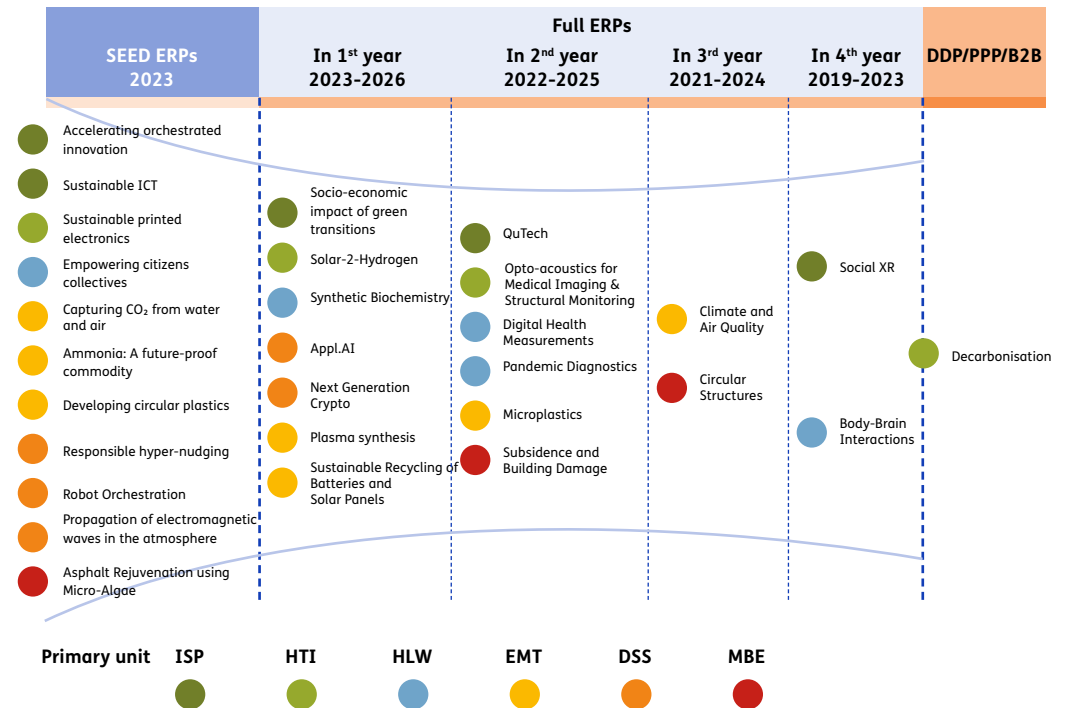 Full ERPs
SEED ERPs
2023
In 1st year
2023-2026
In 2nd year
2022-2025
In 3rd year
2021-2024
In 4th year
2019-2023
DDP/PPP/B2B
Accelerating orchestrated
innovation
Sustainable ICT
Sustainable printed
electronics
Empowering citizens
collectives
Capturing CO₂ from water
and air
Ammonia: A future-proof
commodity
Developing circular plastics
Responsible hyper-nudging
Robot Orchestration
Propagation of electromagnetic
waves in the atmosphere
Asphalt Rejuvenation using
Micro-Algae
Socio-economic
impact of green
transitions
Solar-2-Hydrogen
Synthetic Biochemistry
Appl.AI
Next Generation
Crypto
Plasma synthesis
Sustainable Recycling of
Batteries and
Solar Panels
QuTech
Opto-acoustics for
Medical Imaging &
Structural Monitoring
Digital Health
Measurements
Pandemic Diagnostics
Microplastics
Subsidence and
Building Damage
Climate and
Air Quality
Circular
Structures
Social XR
Body-Brain
Interactions
Decarbonisation
Primary unit ISP HTI HLW EMT DSS MBE